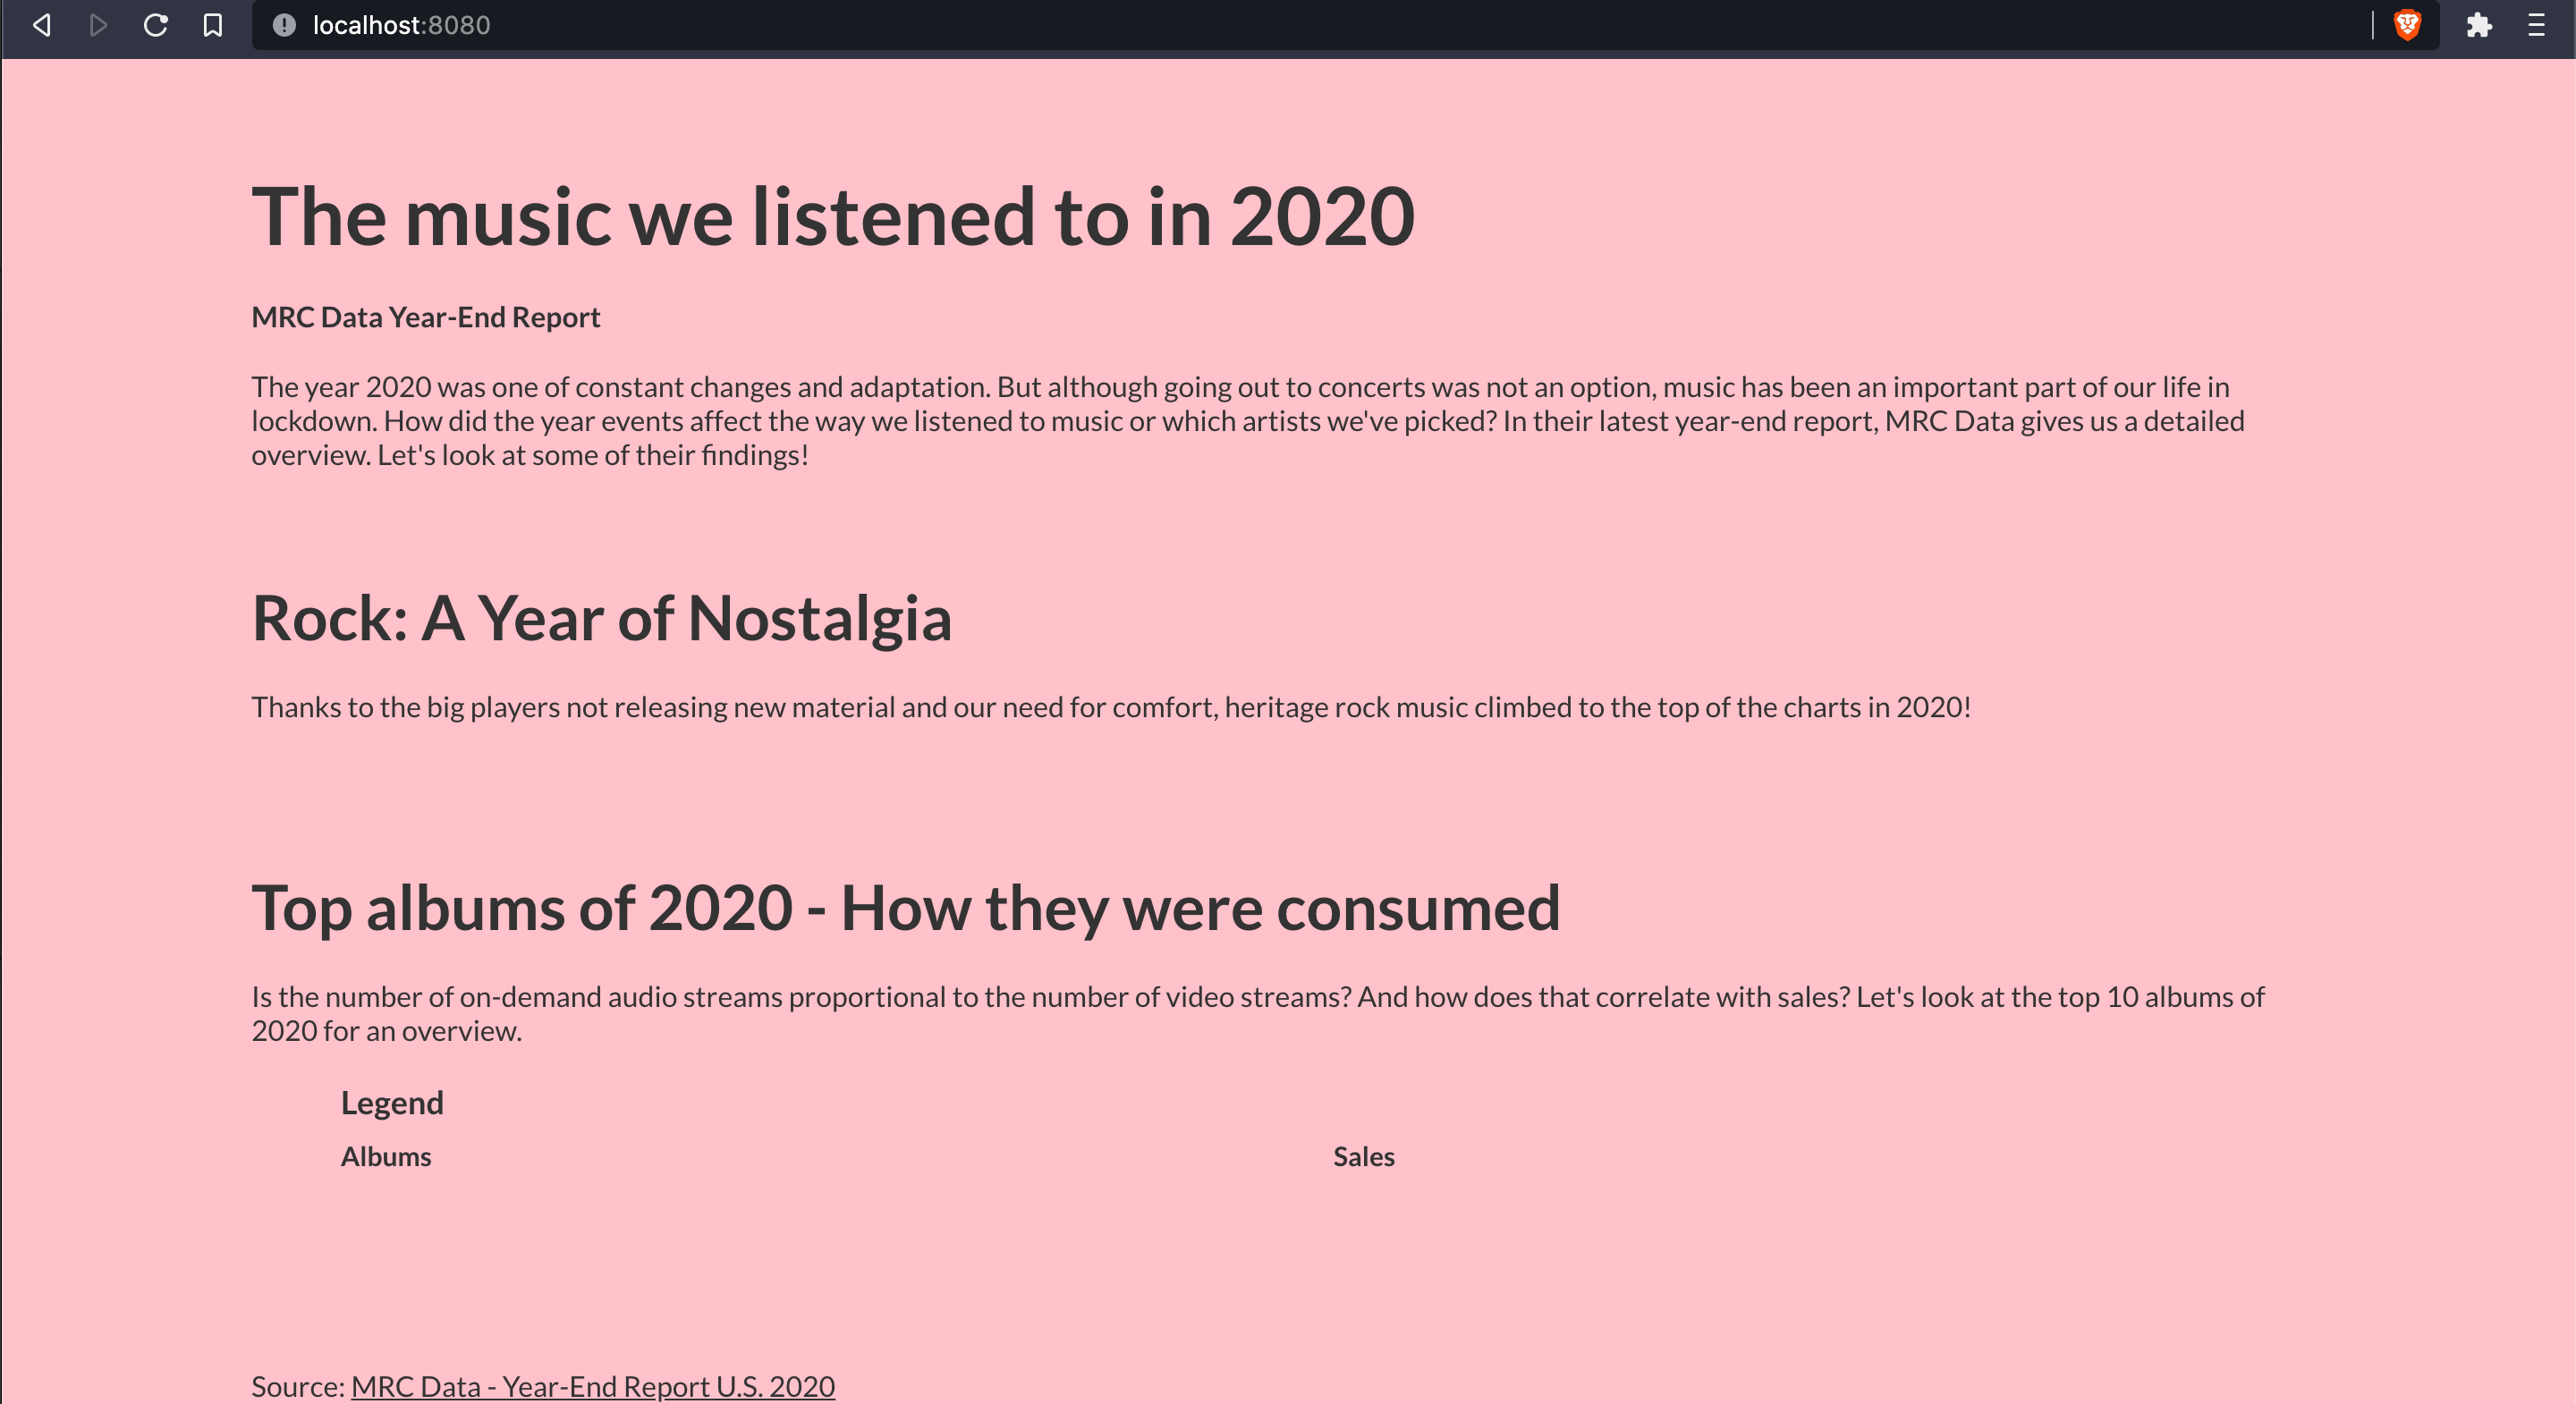 localhost:8080
The music we listened to in 2020
MRC Data Year-End Report
The year 2020 was one of constant changes and adaptation. But although going out to concerts was not an option, music has been an important part of our life in
lockdown. How did the year events affect the way we listened to music or which artists we've picked? In their latest year-end report, MRC Data gives us a detailed
overview. Let's look at some of their findings!
Rock: A Year of Nostalgia
Thanks to the big players not releasing new material and our need for comfort, heritage rock music climbed to the top of the charts in 2020!
Top albums of 2020 - How they were consumed
Is the number of on-demand audio streams proportional to the number of video streams? And how does that correlate with sales? Let's look at the top 10 albums of
2020 for an overview.
Legend
Albums
Sales
Source: MRC Data - Year-End Report U.S. 2020